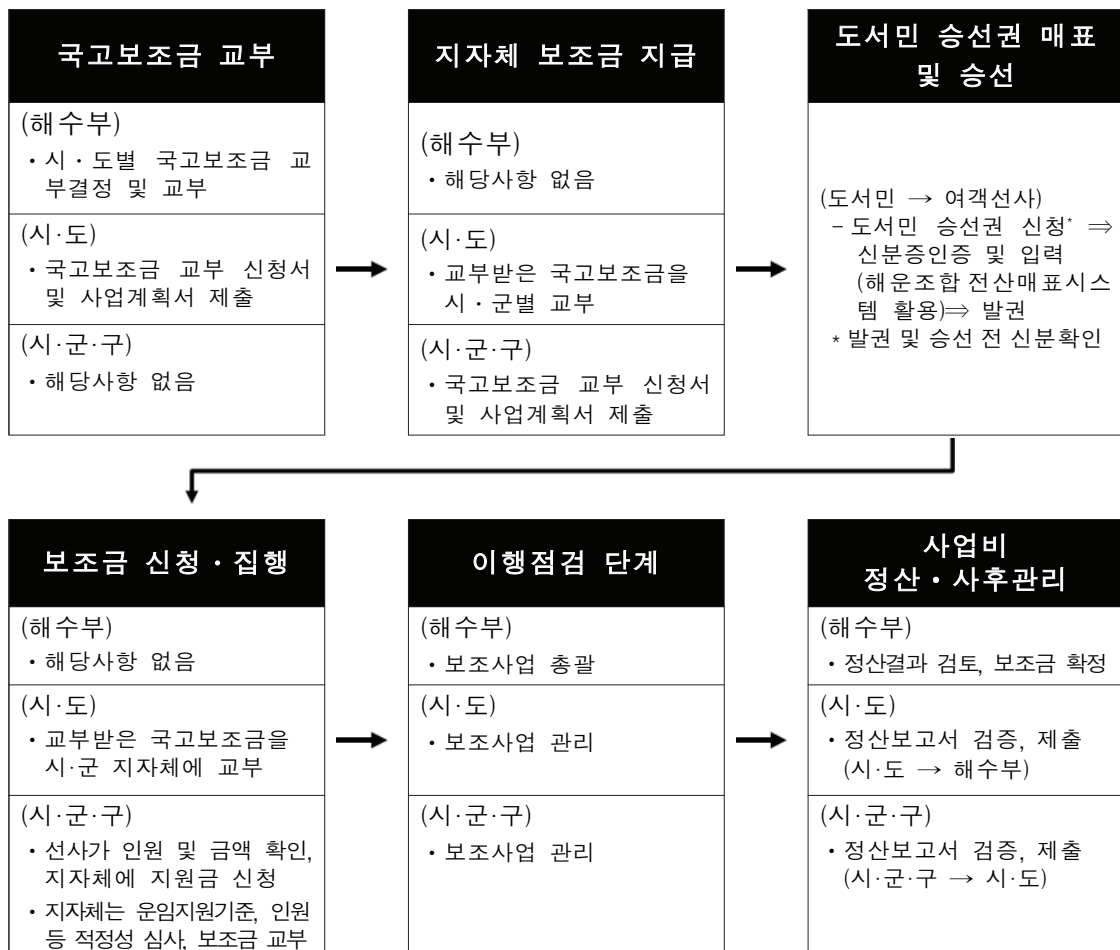 국고보조금 교부
(해수부)
• 시・도별 국고보조금 교
부결정 및 교부
(시·도)
• 국고보조금 교부 신청서
및 사업계획서 제출
(시·군·구)
• 해당사항 없음
지자체 보조금 지급
(해수부)
• 해당사항 없음
(시·도)
• 교부받은 국고보조금을
시・군별 교부
(시·군·구)
• 국고보조금 교부 신청서
및 사업계획서 제출
도서민 승선권 매표
및 승선
(도서민 → 여객선사)
- 도서민 승선권 신청* ⇒
신분증인증 및 입력
(해운조합 전산매표시스
템 활용)⇒ 발권
* 발권 및 승선 전 신분확인
보조금 신청・집행
(해수부)
• 해당사항 없음
(시·도)
• 교부받은 국고보조금을
시·군 지자체에 교부
(시·군·구)
• 선사가 인원 및 금액 확인,
지자체에 지원금 신청
• 지자체는 운임지원기준, 인원
등 적정성 심사, 보조금 교부
이행점검 단계
(해수부)
• 보조사업 총괄
(시·도)
• 보조사업 관리
(시·군·구)
• 보조사업 관리
사업비
정산・사후관리
(해수부)
• 정산결과 검토, 보조금 확정
(시·도)
• 정산보고서 검증, 제출
(시·도 → 해수부)
(시·군·구)
• 정산보고서 검증, 제출
(시·군·구 → 시·도)